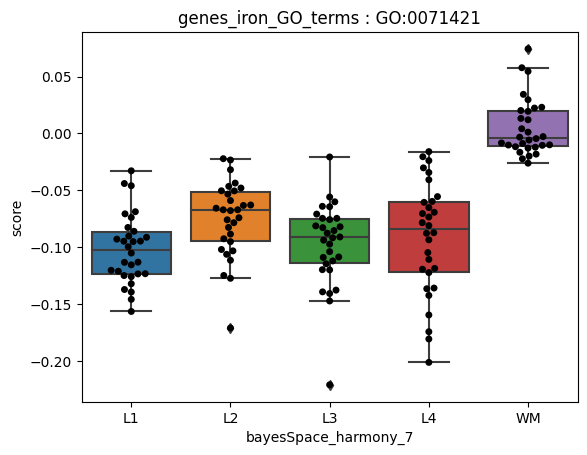 genes_iron_GO_terms : GO:0071421
0.05
0.00
−0.05
−0.10
−0.15
−0.20
score
L1 L2 L3 L4 WM
bayesSpace_harmony_7